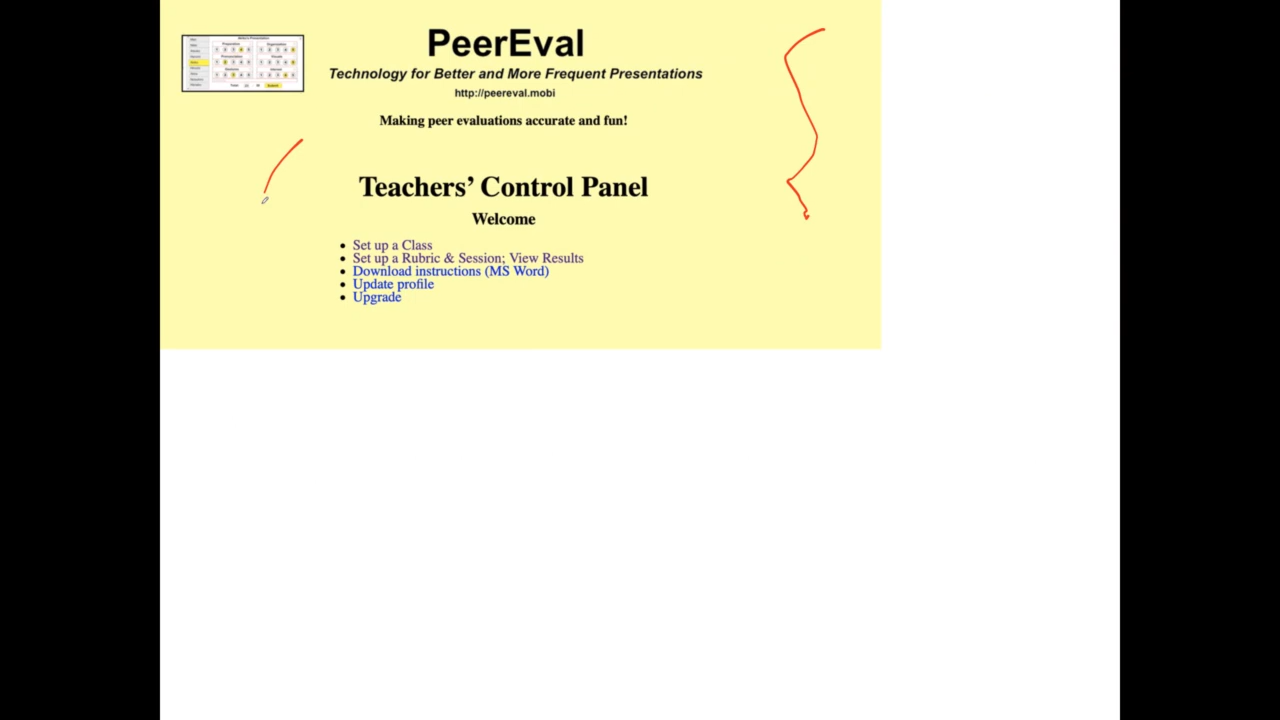 PeerEval
Technology for Better and More Frequent Presentations
http://peereval.mobi
Making peer evaluations accurate and fun!
Teachers’ Control Panel
Welcome
Set up a Class
Set up a Rubric & Session; View Results
Download instructions (MS Word)
Update profile
Upgrade